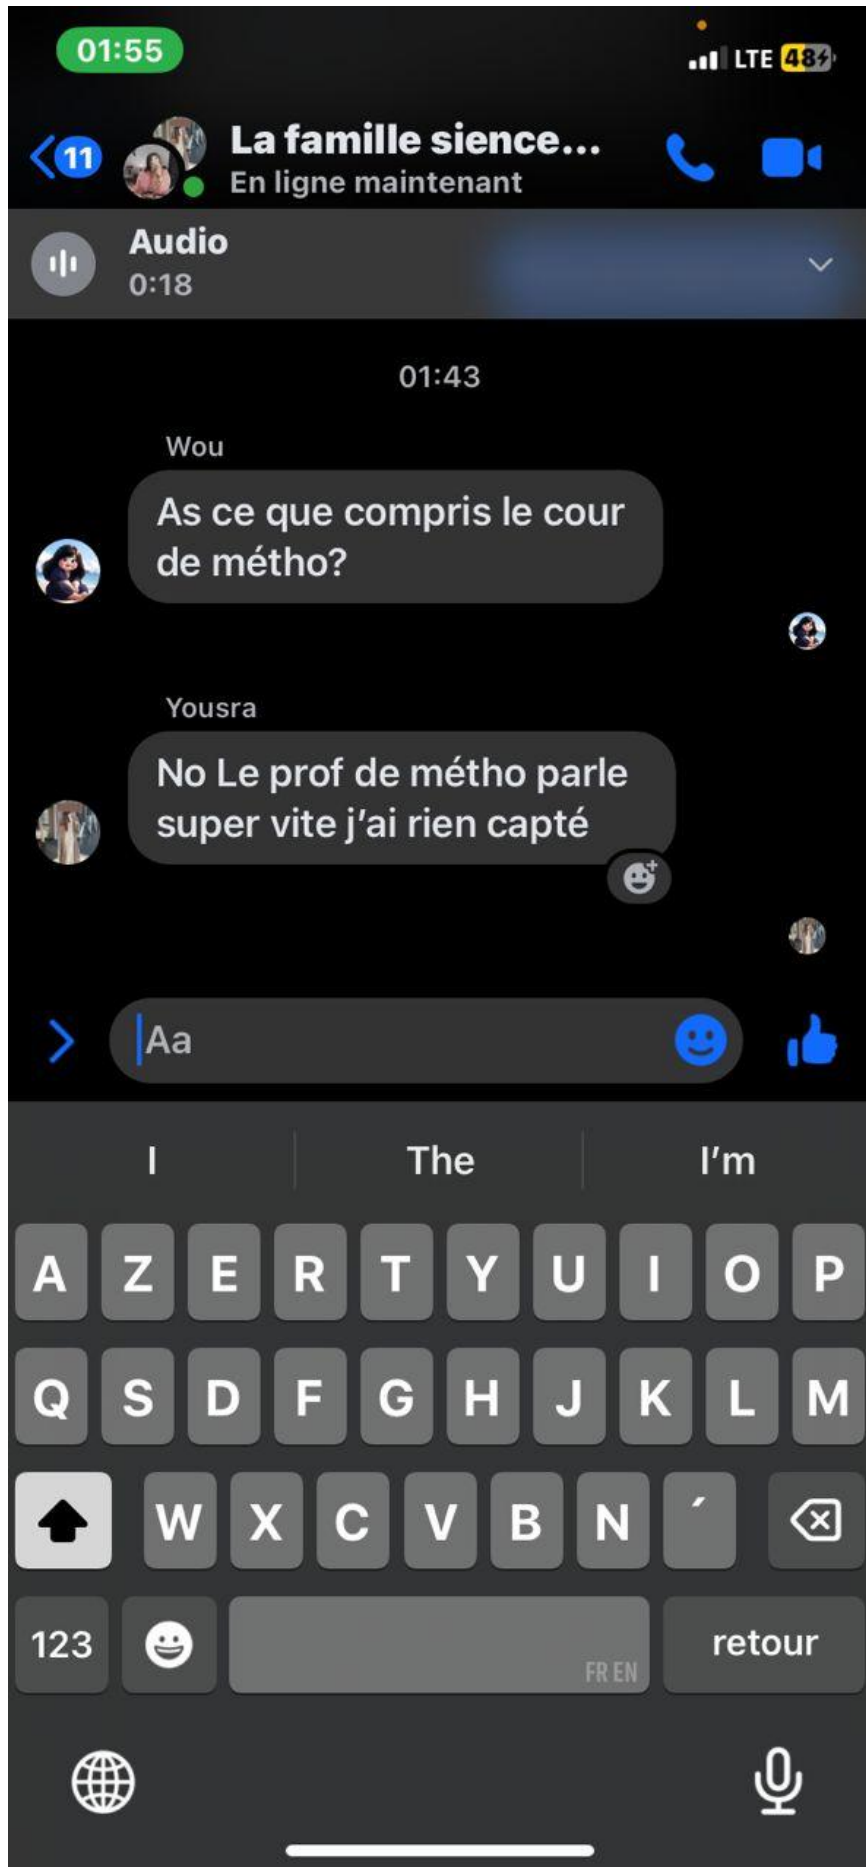 01:55
LTE 48
11
La famille sience...
En ligne maintenant
Audio
0:18
01:43
Wou
As ce que compris le cour
de métho?
Yousra
No Le prof de métho parle
super vite j'ai rien capté
Aa
I The I'm
A Z E R T Y U I O P
Q S D F G H J K L M
W X C V B N ´
123 FR EN retour